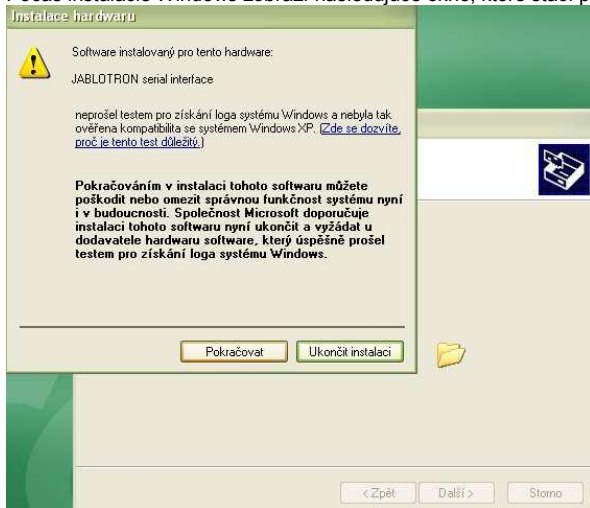 Instalace hardwaru
Software instalovaný pro tento hardware:
JABLOTRON serial interface
neprošel testem pro získání loga systému Windows a nebyla tak
ověřena kompatibilita se systémem Windows XP. (Zde se dozvíte,
proč je tento test důležitý.)
Pokračováním v instalaci tohoto softwaru můžete
poškodit nebo omezit správnou funkčnost systému nyní
i v budoucnosti. Společnost Microsoft doporučuje
instalaci tohoto softwaru nyní ukončit a vyžádat u
dodavatele hardwaru software, který úspěšně prošel
testem pro získání loga systému Windows.
Pokračovat Ukončit instalaci
< Zpět Další > Storno